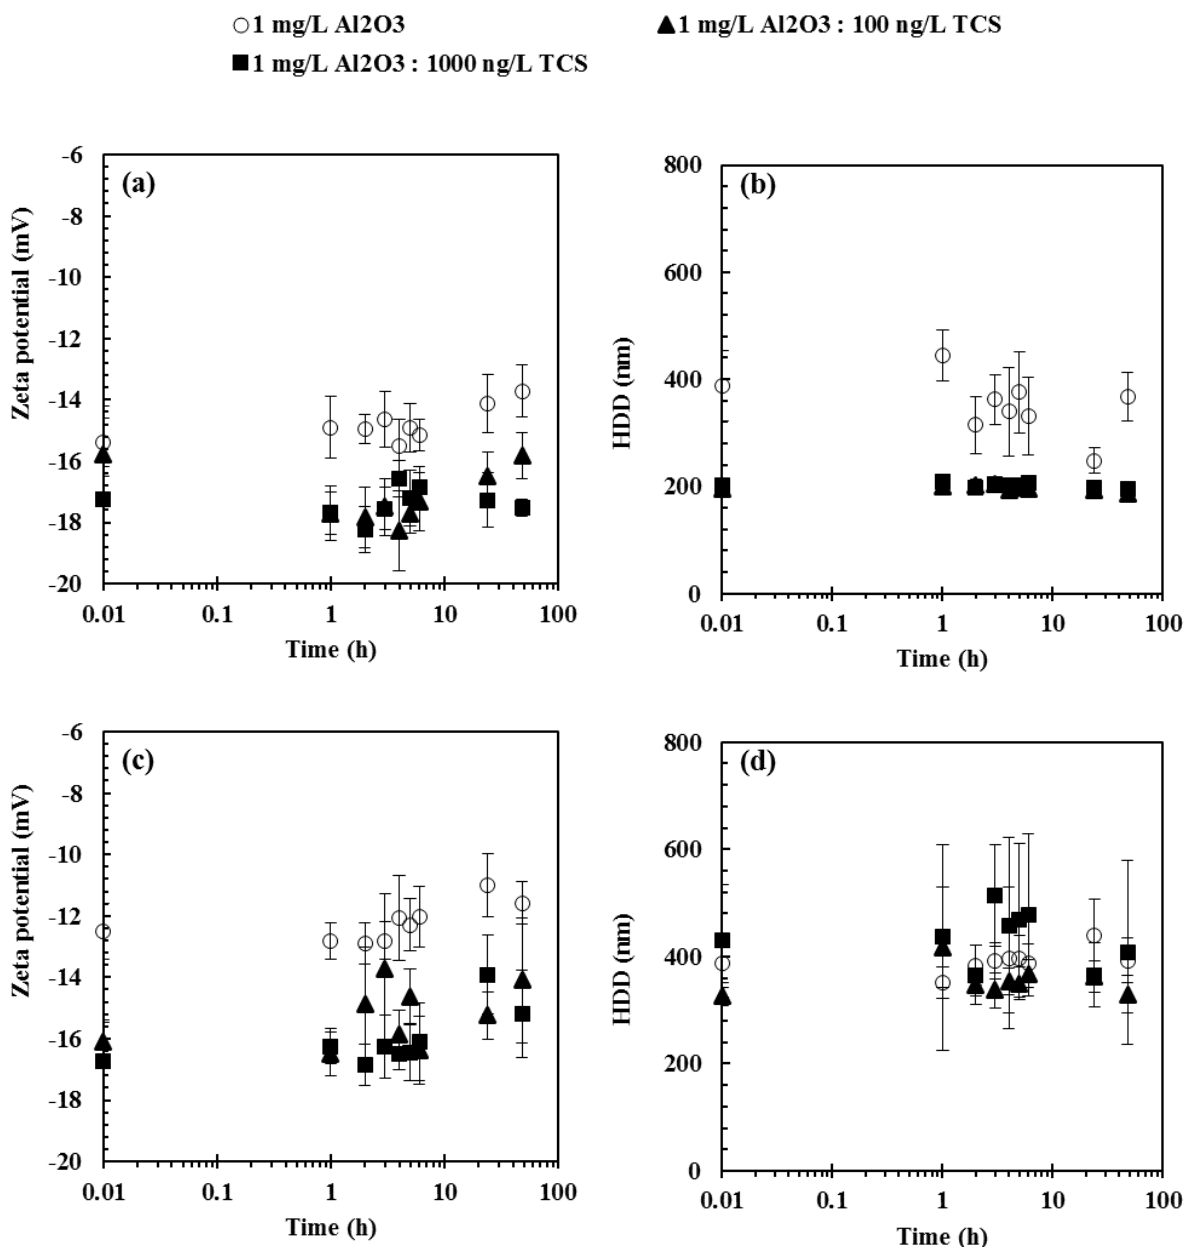 1 mg/L Al2O3
1 mg/L Al2O3 : 100 ng/L TCS
1 mg/L Al2O3 : 1000 ng/L TCS
(a)
Zeta potential (mV)
-6
-8
-10
-12
-14
-16
-18
-20
0.01 0.1 1 10 100
Time (h)
(b)
HDD (nm)
800
600
400
200
0
0.01 0.1 1 10 100
Time (h)
(c)
Zeta potential (mV)
-6
-8
-10
-12
-14
-16
-18
-20
0.01 0.1 1 10 100
Time (h)
(d)
HDD (nm)
800
600
400
200
0
0.01 0.1 1 10 100
Time (h)